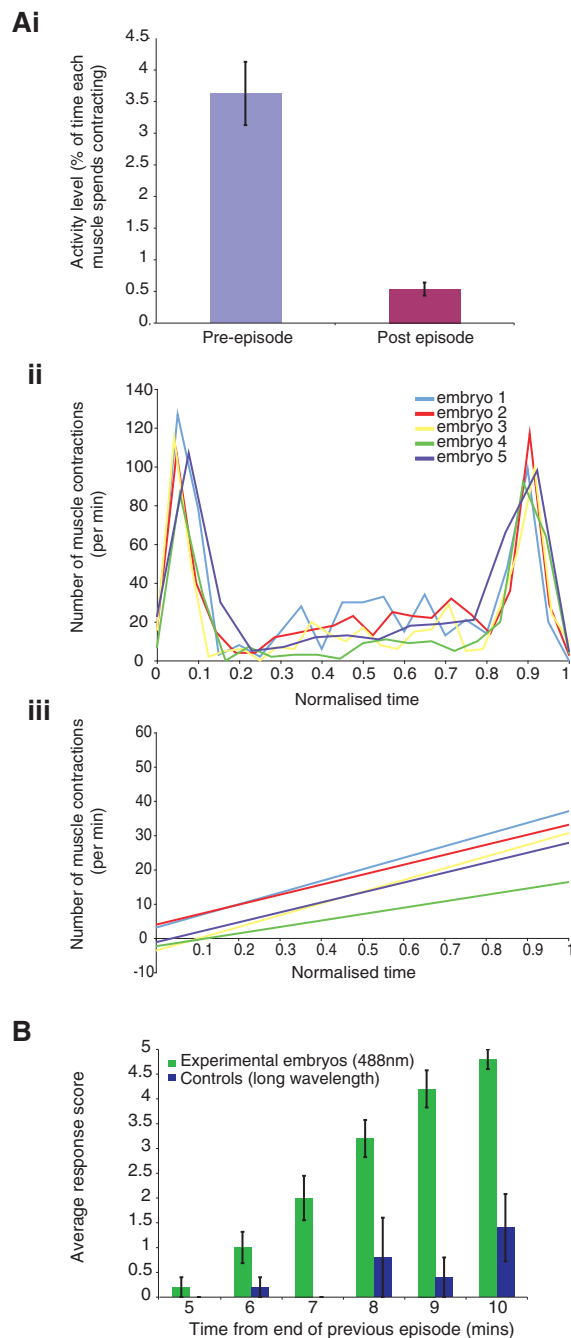 Ai
Activity level (% of time each
muscle spends contracting)
4.5
4
3.5
3
2.5
2
1.5
1
0.5
0
Pre-episode
Post episode
ii
Number of muscle contractions
(per min)
140
120
100
80
60
40
20
0
embryo 1
embryo 2
embryo 3
embryo 4
embryo 5
0 0.1 0.2 0.3 0.4 0.5 0.6 0.7 0.8 0.9 1
Normalised time
iii
Number of muscle contractions
(per min)
60
50
40
30
20
10
0
-10
0.1 0.2 0.3 0.4 0.5 0.6 0.7 0.8 0.9 1
Normalised time
B
Average response score
5
4.5
4
3.5
3
2.5
2
1.5
1
0.5
0
Experimental embryos (488nm)
Controls (long wavelength)
5 6 7 8 9 10
Time from end of previous episode (mins)